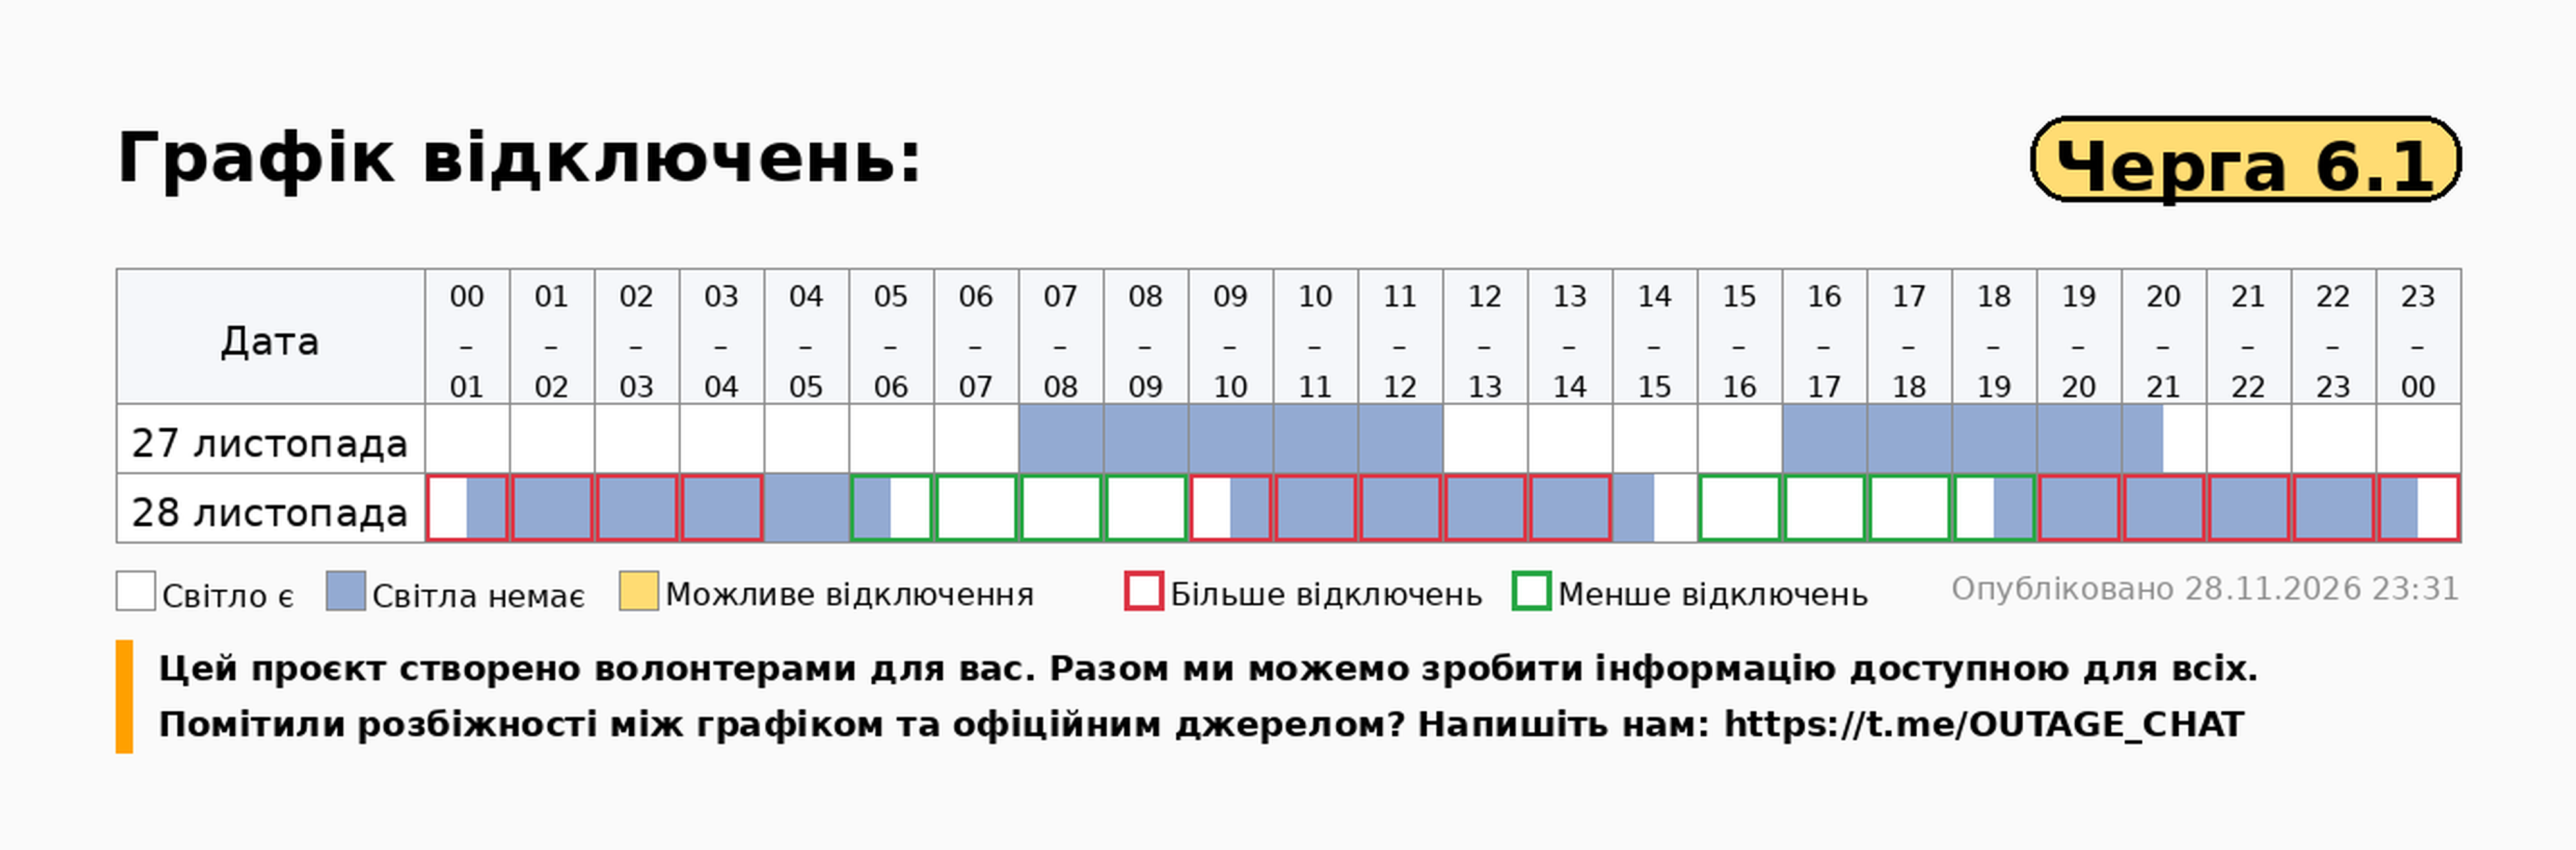 Графік відключень:
Черга 6.1
Дата 00 – 01 01 – 02 02 – 03 03 – 04 04 – 05 05 – 06 06 – 07 07 – 08 08 – 09 09 – 10 10 – 11 11 – 12 12 – 13 13 – 14 14 – 15 15 – 16 16 – 17 17 – 18 18 – 19 19 – 20 20 – 21 21 – 22 22 – 23 23 – 00
27 листопада
28 листопада
Світло є Світла немає Можливе відключення Більше відключень Менше відключень Опубліковано 28.11.2026 23:31
Цей проєкт створено волонтерами для вас. Разом ми можемо зробити інформацію доступною для всіх.
Помітили розбіжності між графіком та офіційним джерелом? Напишіть нам: https://t.me/OUTAGE_CHAT